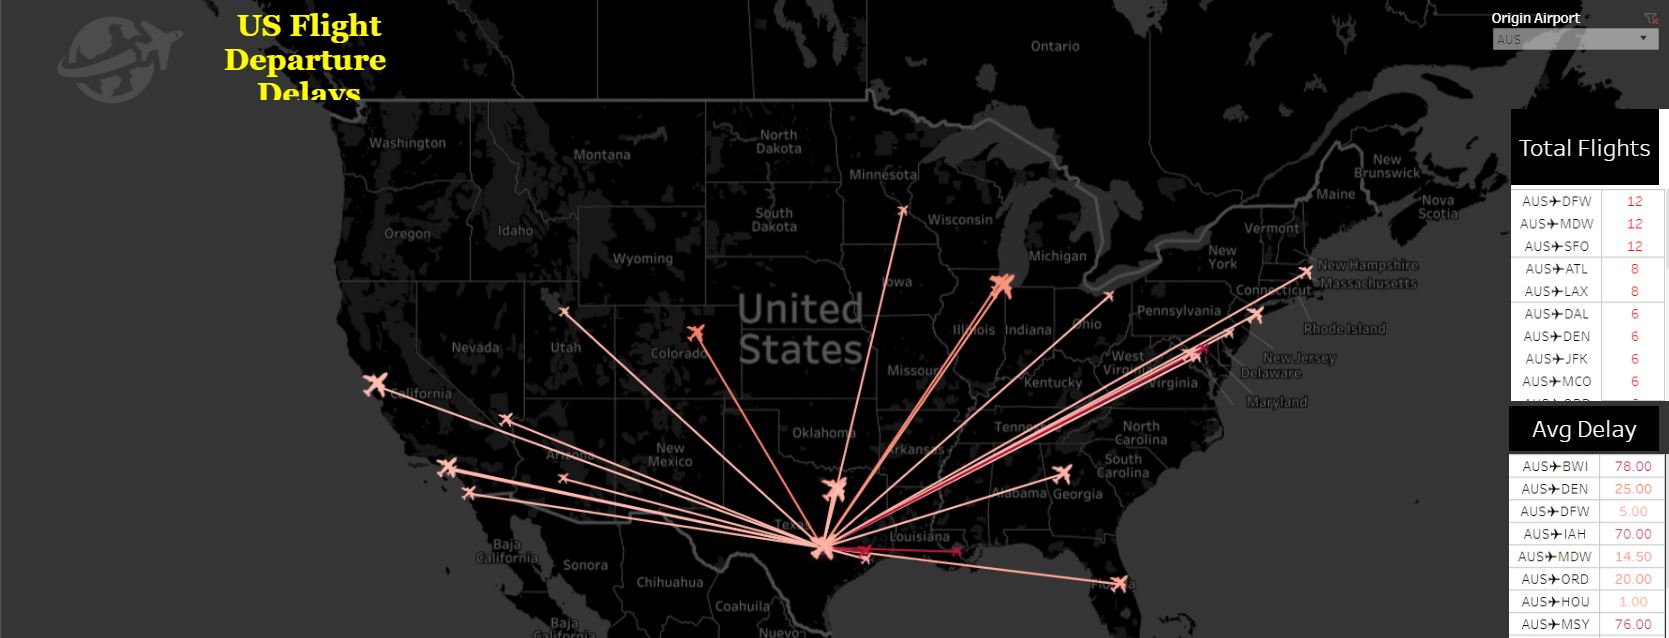 US Flight
Departure
Delays
Origin Airport
AUS
Ontario
Washington
Montana
North
Dakota
Minnesota
New
Brunswick
Maine
Nova
Scotia
Oregon
Idaho
South
Dakota
Wisconsin
Vermont
Wyoming
Michigan
New
York
New Hampshire
Massachusetts
Iowa
Connecticut
Rhode Island
United
States
Pennsylvania
Nevada
Utah
Colorado
Illinois
Indiana
Ohio
New Jersey
Delaware
Maryland
California
Missouri
West
Virginia
Kentucky
Virginia
Arizona
New
Mexico
Oklahoma
Arkansas
Tennessee
North
Carolina
South
Carolina
Alabama
Georgia
Texas
Louisiana
Florida
Baja
California
Sonora
Chihuahua
Coahuila
Baja
California
Nuevo
Total Flights
AUS✈DFW 12
AUS✈MDW 12
AUS✈SFO 12
AUS✈ATL 8
AUS✈LAX 8
AUS✈DAL 6
AUS✈DEN 6
AUS✈JFK 6
AUS✈MCO 6
Avg Delay
AUS✈BWI 78.00
AUS✈DEN 25.00
AUS✈DFW 5.00
AUS✈IAH 70.00
AUS✈MDW 14.50
AUS✈ORD 20.00
AUS✈HOU 1.00
AUS✈MSY 76.00